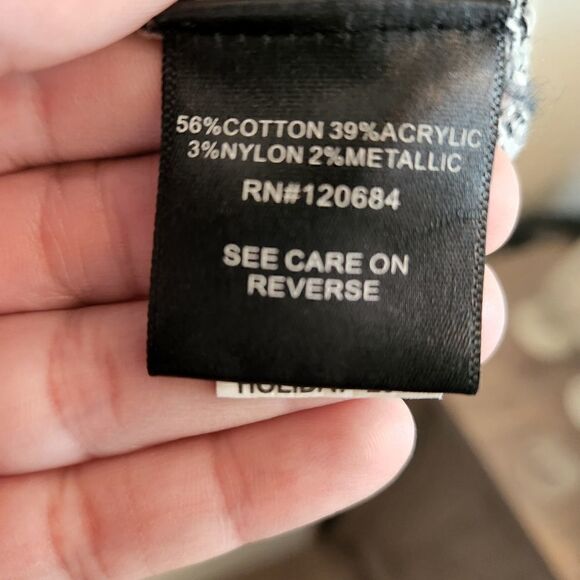 56%COTTON 39%ACRYLIC
3%NYLON 2%METALLIC
RN#120684
SEE CARE ON
REVERSE